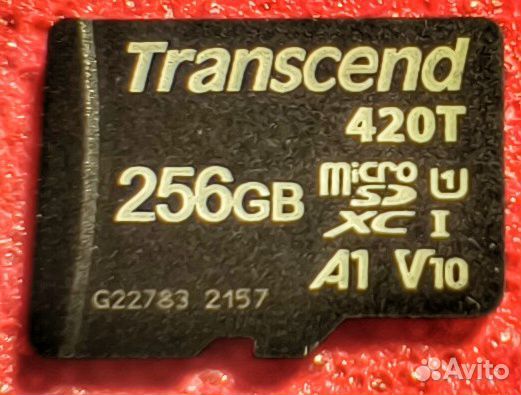 Transcend
420T
256GB
micro SD XC
U1
I
A1 V10
G22783 2157
Avito